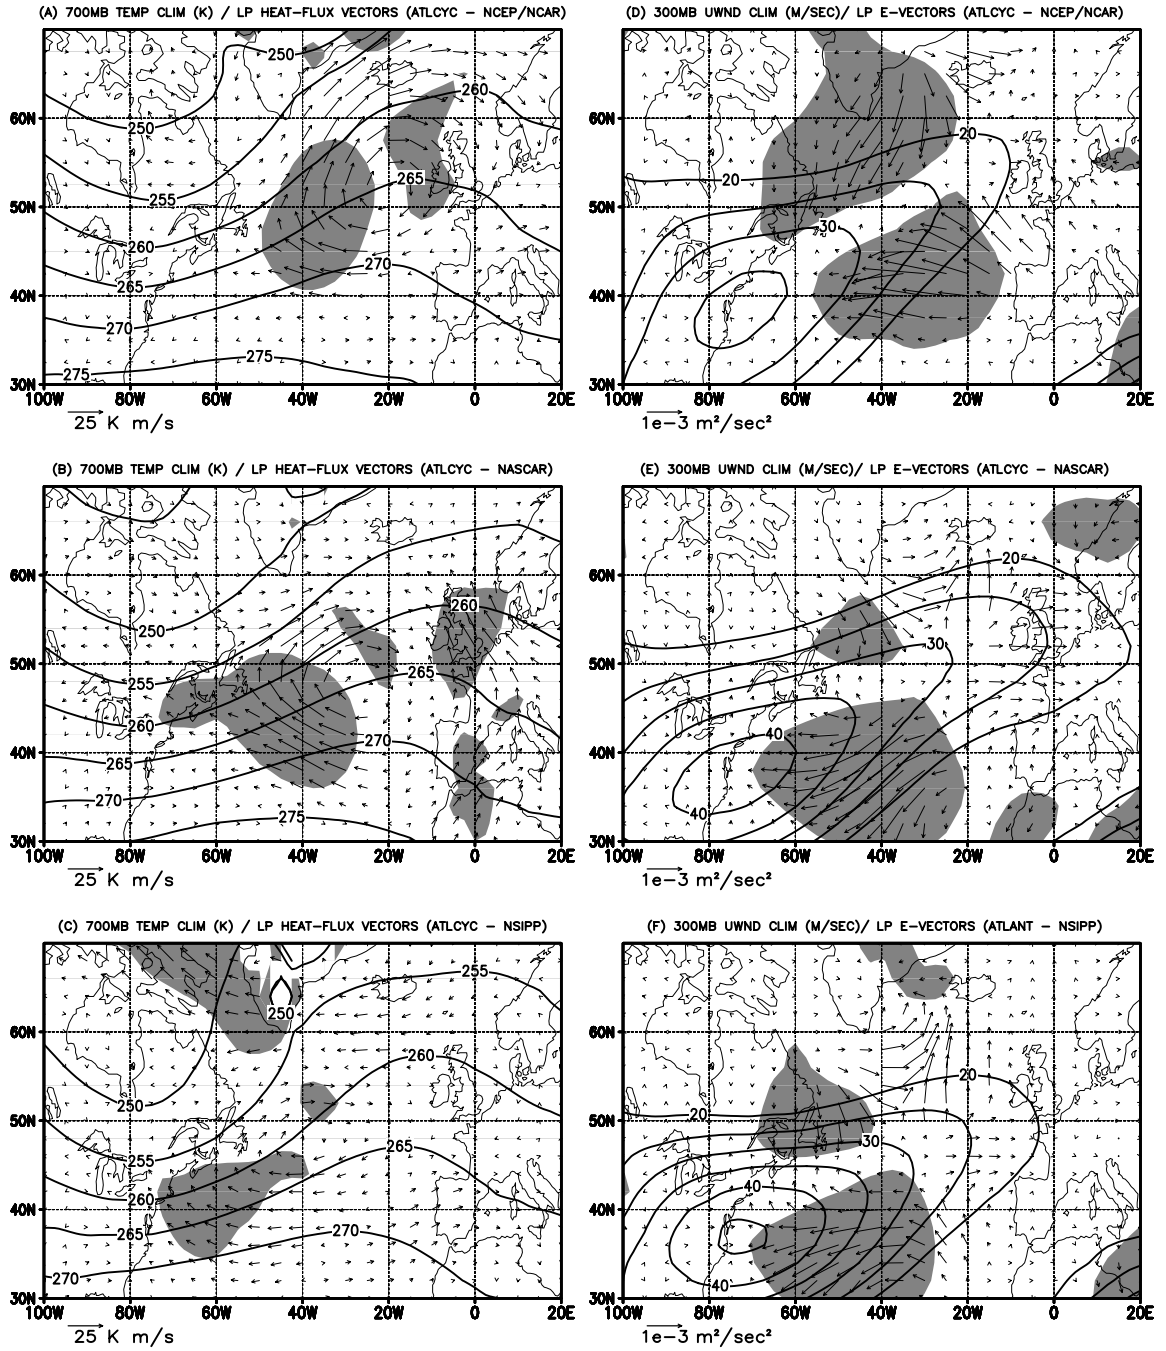 (A) 700MB TEMP CLIM (K) / LP HEAT-FLUX VECTORS (ATLCYC - NCEP/NCAR)
250
250
260
60N
255
265
50N
260
265
270
40N
270
275
275
30N
100W 80W 60W 40W 20W 0 20E
25 K m/s
(D) 300MB UWND CLIM (M/SEC)/ LP E-VECTORS (ATLCYC - NCEP/NCAR)
60N
20
20
50N
30
40N
30N
100W 80W 60W 40W 20W 0 20E
1e-3 m²/sec²
(B) 700MB TEMP CLIM (K) / LP HEAT-FLUX VECTORS (ATLCYC - NASCAR)
60N
260
250
50N
265
255
260
270
40N
265
270
275
30N
100W 80W 60W 40W 20W 0 20E
25 K m/s
(E) 300MB UWND CLIM (M/SEC)/ LP E-VECTORS (ATLCYC - NASCAR)
20
60N
30
50N
40
40N
40
30N
100W 80W 60W 40W 20W 0 20E
1e-3 m²/sec²
(C) 700MB TEMP CLIM (K) / LP HEAT-FLUX VECTORS (ATLCYC - NSIPP)
255
250
60N
260
250
50N
265
255
260
40N
265
270
270
30N
100W 80W 60W 40W 20W 0 20E
25 K m/s
(F) 300MB UWND CLIM (M/SEC)/ LP E-VECTORS (ATLANT - NSIPP)
60N
20
20
50N
30
40
40N
40
30N
100W 80W 60W 40W 20W 0 20E
1e-3 m²/sec²